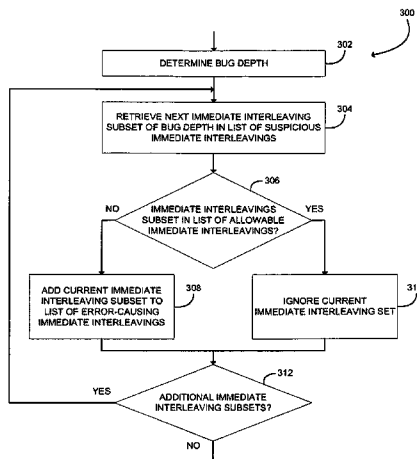 300
DETERMINE BUG DEPTH
302
RETRIEVE NEXT IMMEDIATE INTERLEAVING
SUBSET OF BUG DEPTH IN LIST OF SUSPICIOUS
IMMEDIATE INTERLEAVINGS
304
306
NO
IMMEDIATE INTERLEAVINGS
SUBSET IN LIST OF ALLOWABLE
IMMEDIATE INTERLEAVINGS?
YES
ADD CURRENT IMMEDIATE
INTERLEAVING SUBSET TO
LIST OF ERROR-CAUSING
IMMEDIATE INTERLEAVINGS
308
IGNORE CURRENT
IMMEDIATE INTERLEAVING SET
31
312
YES
ADDITIONAL IMMEDIATE
INTERLEAVING SUBSETS?
NO